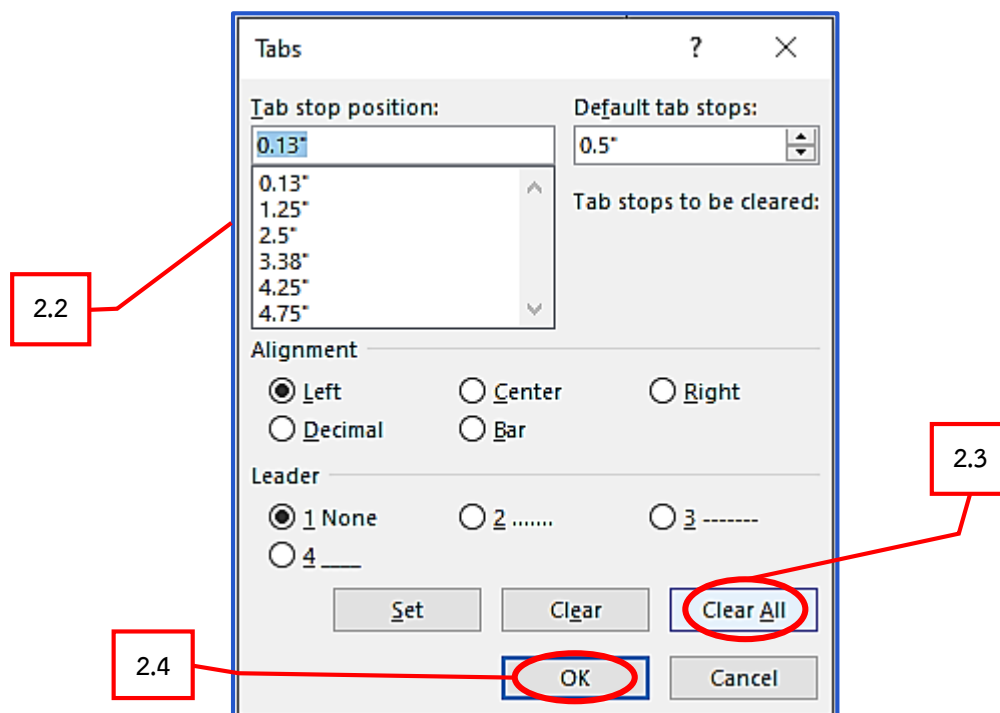 Tabs ?
Tab stop position: Default tab stops:
0.13" 0.5"
0.13" Tab stops to be cleared:
1.25"
2.5"
3.38"
4.25"
4.75"
2.2
Alignment
Left Center Right
Decimal Bar
2.3
Leader
1 None 2 ....... 3 -------
4 ____
Set Clear Clear All
2.4
OK Cancel